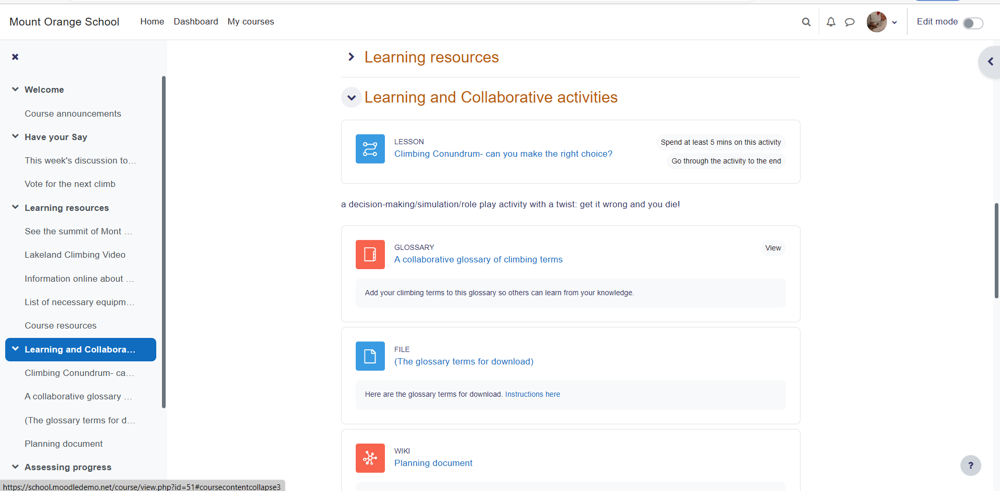 Mount Orange School
Home Dashboard My courses
Edit mode
Welcome
Course announcements
Have your Say
This week's discussion to...
Vote for the next climb
Learning resources
See the summit of Mont ...
Lakeland Climbing Video
Information online about ...
List of necessary equipm...
Course resources
Learning and Collabora...
Climbing Conundrum- ca...
A collaborative glossary ...
(The glossary terms for d...
Planning document
Assessing progress
https://school.moodledemo.net/course/view.php?id=51#coursecontentcollapse3
Learning resources
Learning and Collaborative activities
LESSON
Climbing Conundrum- can you make the right choice?
Spend at least 5 mins on this activity
Go through the activity to the end
a decision-making/simulation/role play activity with a twist: get it wrong and you die!
GLOSSARY
A collaborative glossary of climbing terms
View
Add your climbing terms to this glossary so others can learn from your knowledge.
FILE
(The glossary terms for download)
Here are the glossary terms for download. Instructions here
WIKI
Planning document
?